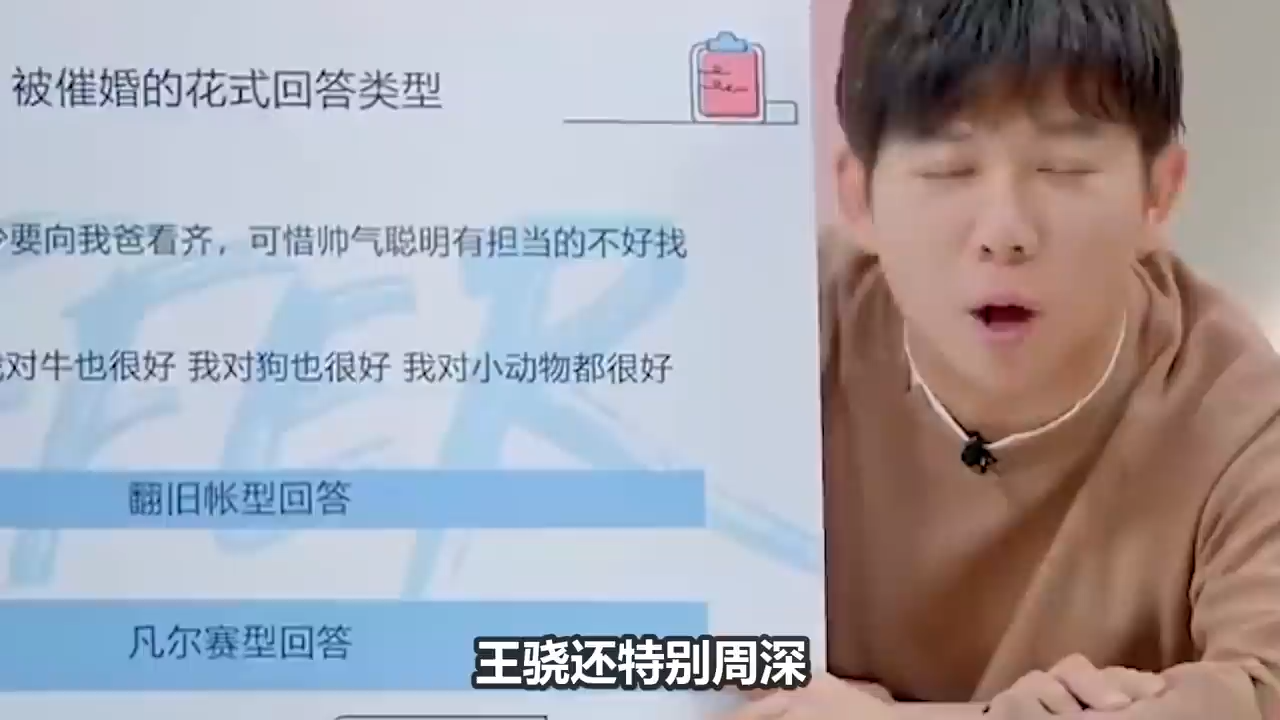 被催婚的花式回答类型
要向我爸看齐，可惜帅气聪明有担当的不好找
对牛也很好 我对狗也很好 我对小动物都很好
翻旧帐型回答
凡尔赛型回答
王骁还特别周深